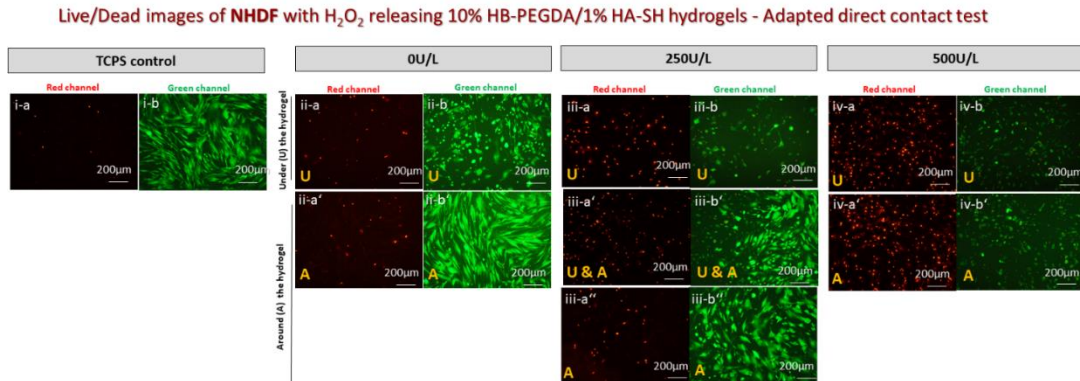 Live/Dead images of NHDF with H₂O₂ releasing 10% HB-PEGDA/1% HA-SH hydrogels - Adapted direct contact test
TCPS control
0U/L
250U/L
500U/L
Red channel
Green channel
Red channel
Green channel
Red channel
Green channel
Red channel
Green channel
Under (U) the hydrogel
Around (A) the hydrogel
i-a
200µm
i-b
200µm
ii-a
U
200µm
ii-b
U
200µm
iii-a
U
200µm
iii-b
U
200µm
iv-a
U
200µm
iv-b
U
200µm
ii-a‘
A
200µm
ii-b‘
A
200µm
iii-a‘
U & A
200µm
iii-b‘
U & A
200µm
iv-a‘
A
200µm
iv-b‘
A
200µm
iii-a‘‘
A
200µm
iii-b‘‘
A
200µm